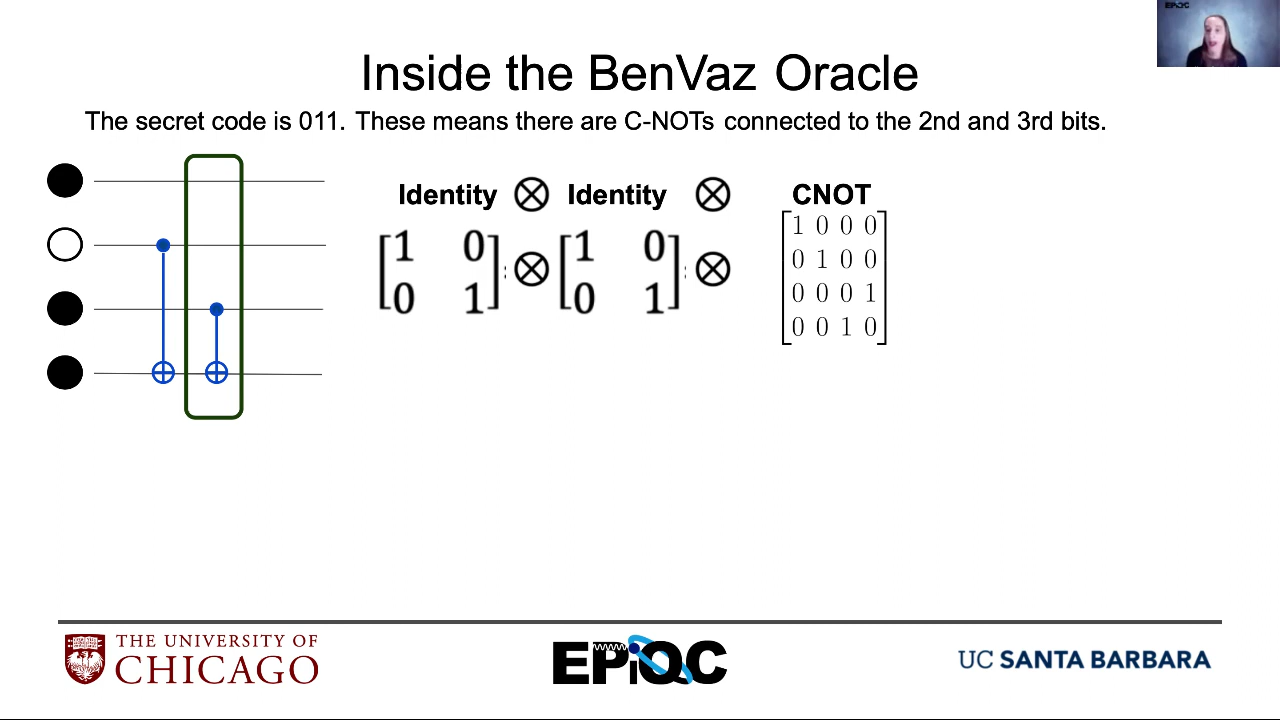 EPiQC
Inside the BenVaz Oracle
The secret code is 011. These means there are C-NOTs connected to the 2nd and 3rd bits.
Identity ⊗ Identity ⊗ CNOT
[1 0
0 1] ⊗ [1 0
0 1] ⊗
[1 0 0 0
0 1 0 0
0 0 0 1
0 0 1 0]
THE UNIVERSITY OF
CHICAGO
EPiQC
UC SANTA BARBARA